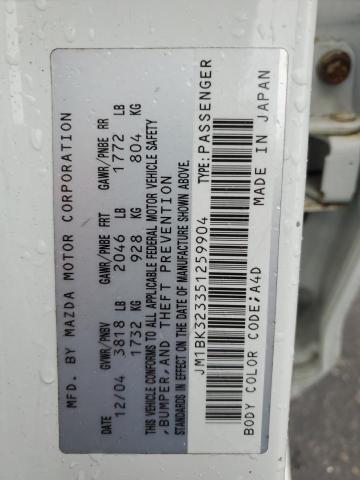 MFD. BY MAZDA MOTOR CORPORATION
GVWR/PNBV GAWR/PNBE FRT GAWR/PNBE RR
DATE 3818 LB 2046 LB 1772 LB
12/04 1732 KG 928 KG 804 KG
THIS VEHICLE CONFORMS TO ALL APPLICABLE FEDERAL MOTOR VEHICLE SAFETY
,BUMPER,AND THEFT PREVENTION
STANDARDS IN EFFECT ON THE DATE OF MANUFACTURE SHOWN ABOVE.
JM1BK323351259904 TYPE:PASSENGER
BODY COLOR CODE;A4D MADE IN JAPAN